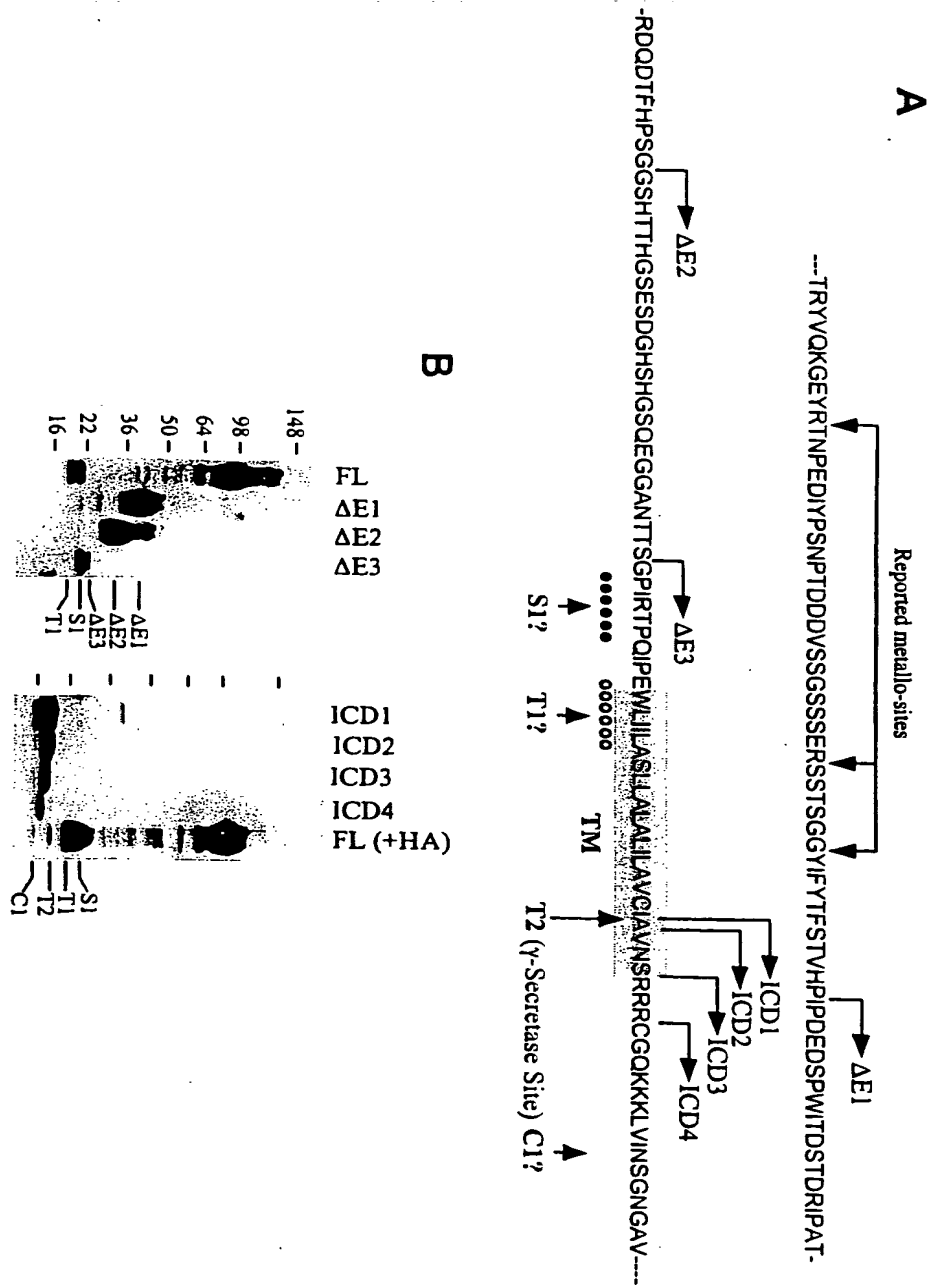 A
Reported metallo-sites
---TRYVQKGEYRTNPEDIYPSNPTDDDVSSGSSSERSSTSGGYIFYTFSTVHPIPDEDSPWITDSTDRIPAT-
ΔE1
ΔE2
ΔE3
ICD1
ICD2
ICD3
ICD4
-RDQDTFHPSGGSHTTHGSESDGHSHGSQEGGANTTSGPIRTPQIPEWLIILASLLALALILAVCIAVNSRRRCGQKKKLVINSGNGAV----
S1?
T1?
TM
T2 (γ-Secretase Site)
C1?
B
FL
ΔE1
ΔE2
ΔE3
148-
98-
64-
50-
36-
22-
16-
ΔE1
ΔE2
ΔE3
S1
T1
ICD1
ICD2
ICD3
ICD4
FL (+HA)
S1
T1
T2
C1